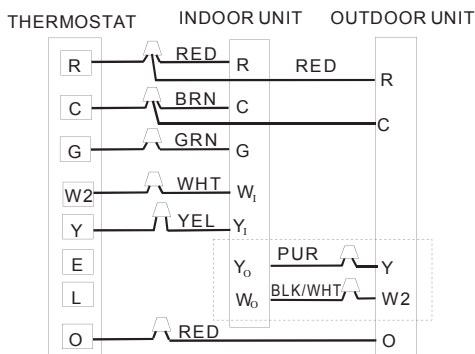 THERMOSTAT INDOOR UNIT OUTDOOR UNIT
R RED R RED R
C BRN C C
G GRN G
W2 WHT WI
Y YEL YI
E YO PUR Y
L WO BLK/WHT W2
O RED O